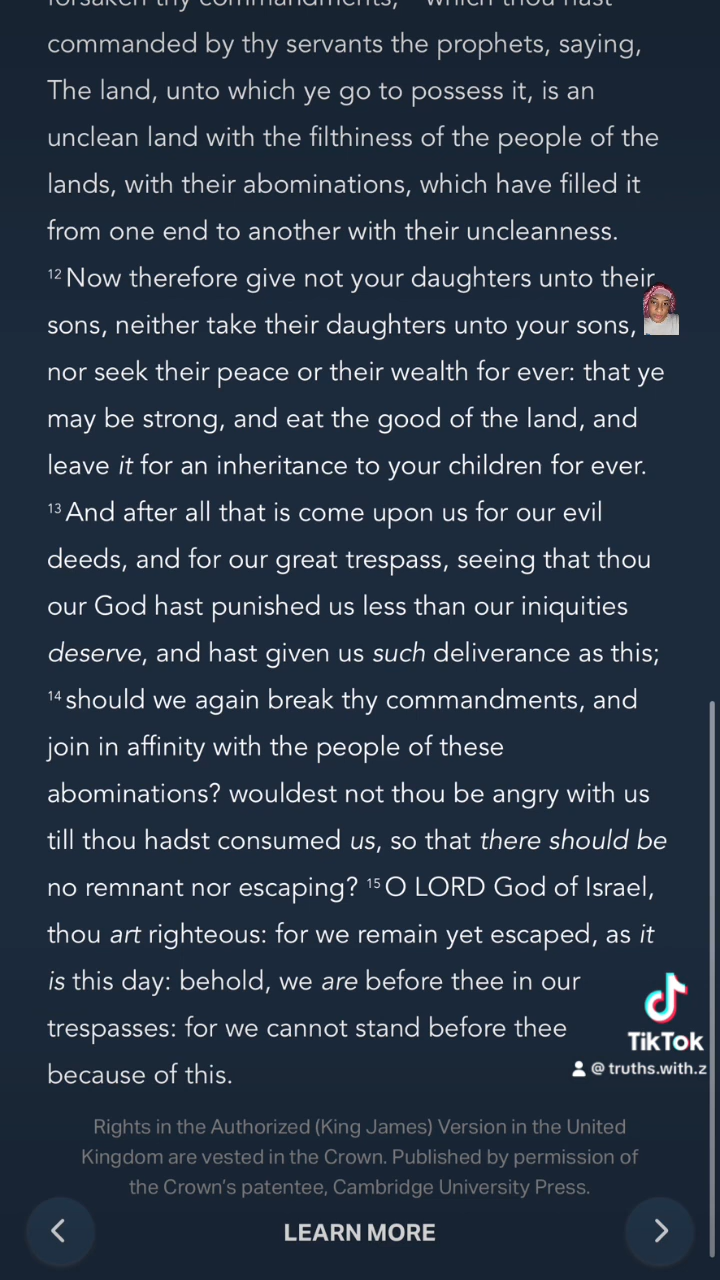 forsaken thy commandments, which thou hast
commanded by thy servants the prophets, saying,
The land, unto which ye go to possess it, is an
unclean land with the filthiness of the people of the
lands, with their abominations, which have filled it
from one end to another with their uncleanness.
12 Now therefore give not your daughters unto their
sons, neither take their daughters unto your sons,
nor seek their peace or their wealth for ever: that ye
may be strong, and eat the good of the land, and
leave it for an inheritance to your children for ever.
13 And after all that is come upon us for our evil
deeds, and for our great trespass, seeing that thou
our God hast punished us less than our iniquities
deserve, and hast given us such deliverance as this;
14 should we again break thy commandments, and
join in affinity with the people of these
abominations? wouldest not thou be angry with us
till thou hadst consumed us, so that there should be
no remnant nor escaping? 15 O LORD God of Israel,
thou art righteous: for we remain yet escaped, as it
is this day: behold, we are before thee in our
trespasses: for we cannot stand before thee
because of this.
TikTok
@ truths.with.z
Rights in the Authorized (King James) Version in the United
Kingdom are vested in the Crown. Published by permission of
the Crown's patentee, Cambridge University Press.
LEARN MORE